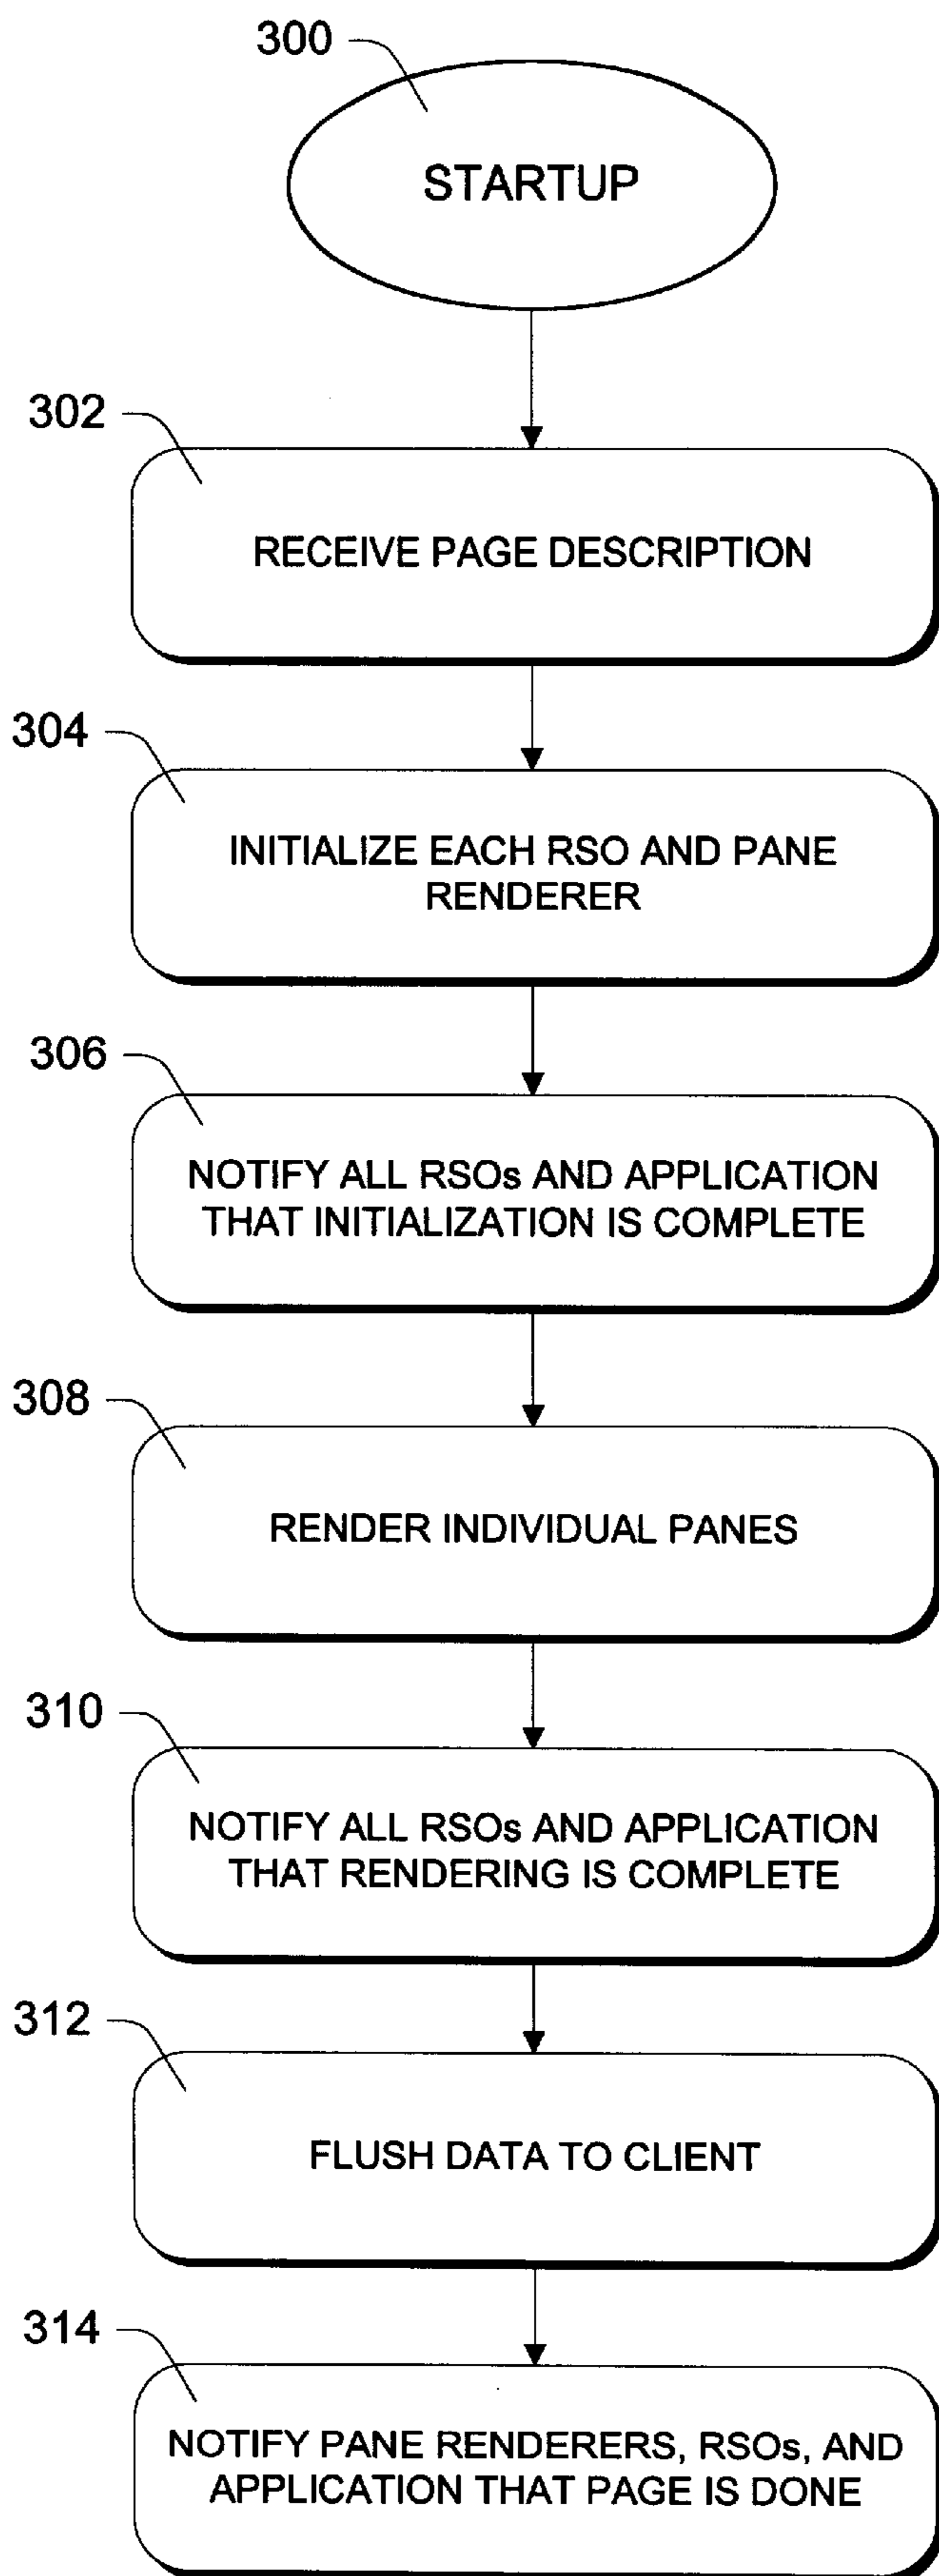 300
STARTUP
302
RECEIVE PAGE DESCRIPTION
304
INITIALIZE EACH RSO AND PANE
RENDERER
306
NOTIFY ALL RSOs AND APPLICATION
THAT INITIALIZATION IS COMPLETE
308
RENDER INDIVIDUAL PANES
310
NOTIFY ALL RSOs AND APPLICATION
THAT RENDERING IS COMPLETE
312
FLUSH DATA TO CLIENT
314
NOTIFY PANE RENDERERS, RSOs, AND
APPLICATION THAT PAGE IS DONE